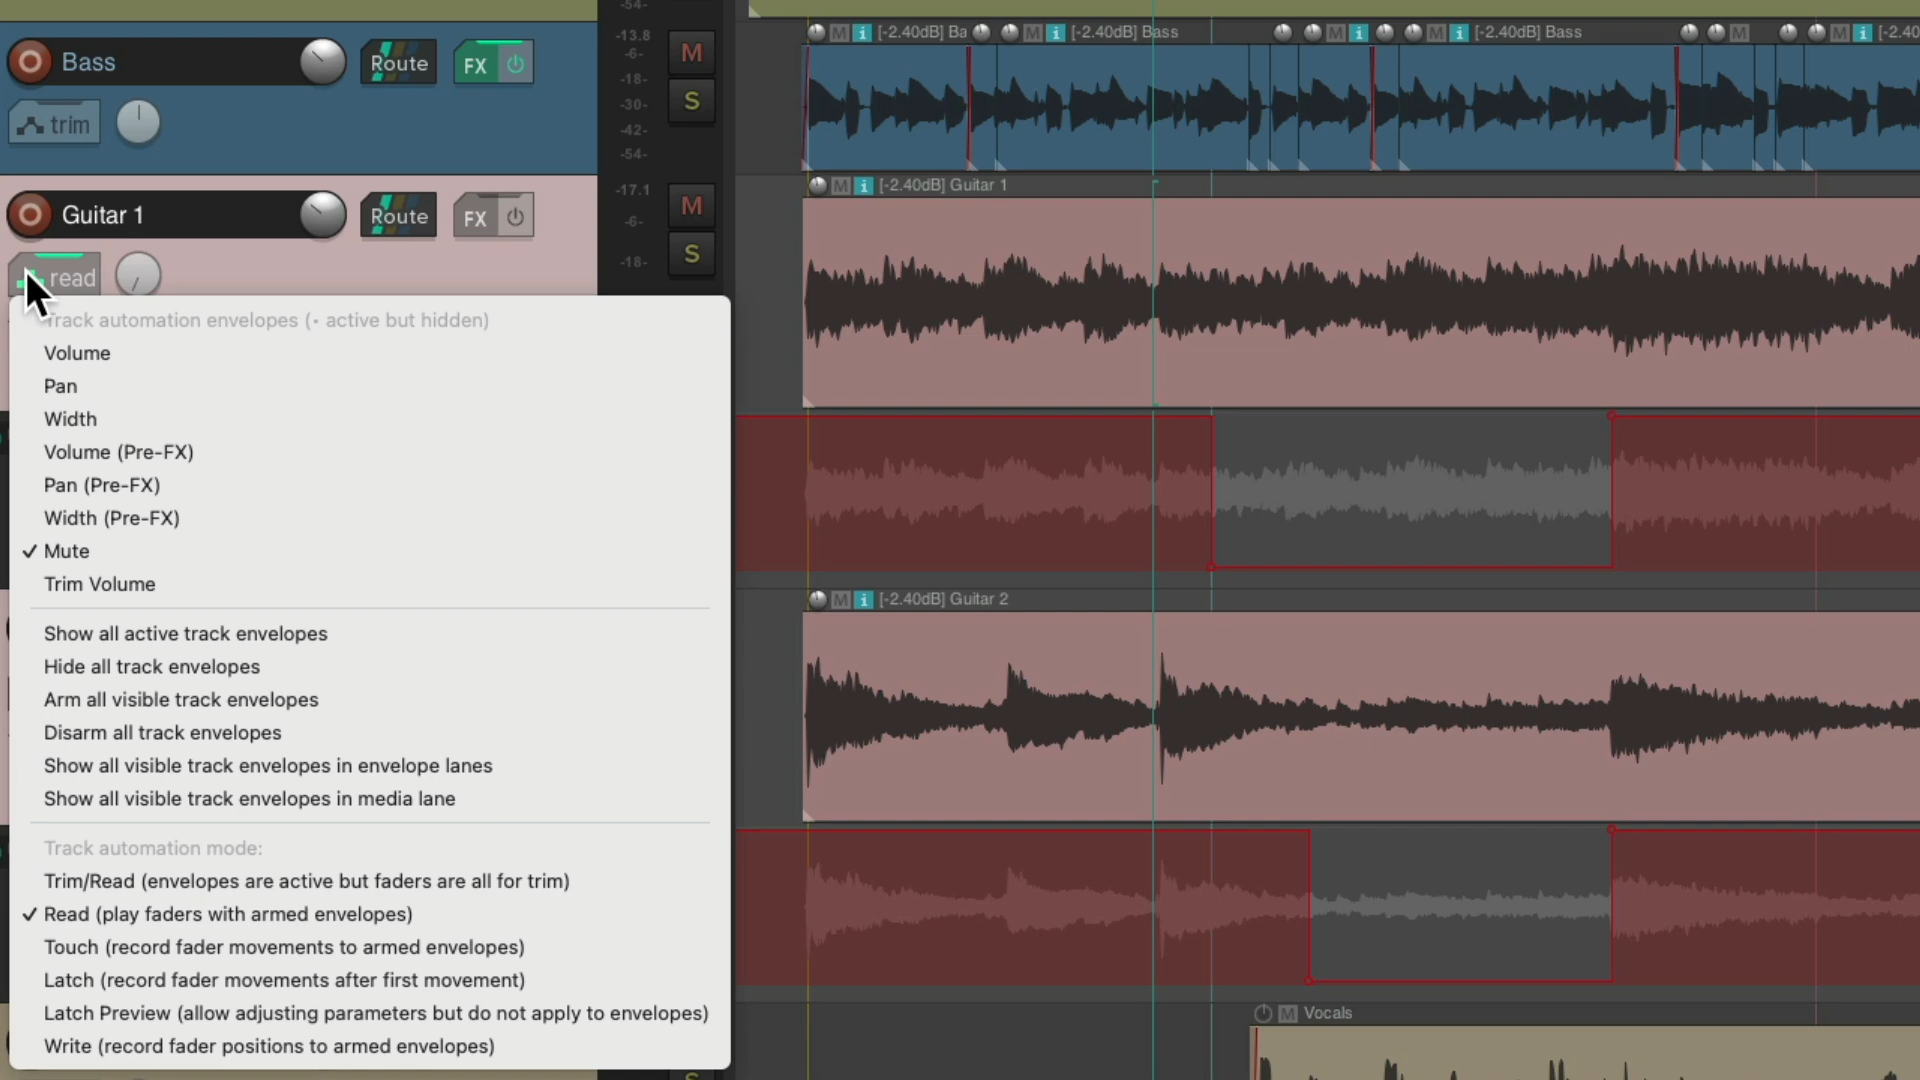 -54-
[-2.40dB] Ba
[-2.40dB] Bass
[-2.40dB] Bass
[-2.40
M i M i M i M i M M i
Bass
Route
FX
-13.8
-6-
-18-
-30-
-42-
-54-
M
S
trim
[-2.40dB] Guitar 1
M i
Guitar 1
Route
FX
-17.1
-6-
-18-
M
S
read
Track automation envelopes (• active but hidden)
Volume
Pan
Width
Volume (Pre-FX)
Pan (Pre-FX)
Width (Pre-FX)
✓ Mute
Trim Volume
M i [-2.40dB] Guitar 2
Show all active track envelopes
Hide all track envelopes
Arm all visible track envelopes
Disarm all track envelopes
Show all visible track envelopes in envelope lanes
Show all visible track envelopes in media lane
Track automation mode:
Trim/Read (envelopes are active but faders are all for trim)
✓ Read (play faders with armed envelopes)
Touch (record fader movements to armed envelopes)
Latch (record fader movements after first movement)
Latch Preview (allow adjusting parameters but do not apply to envelopes)
Write (record fader positions to armed envelopes)
M Vocals
S